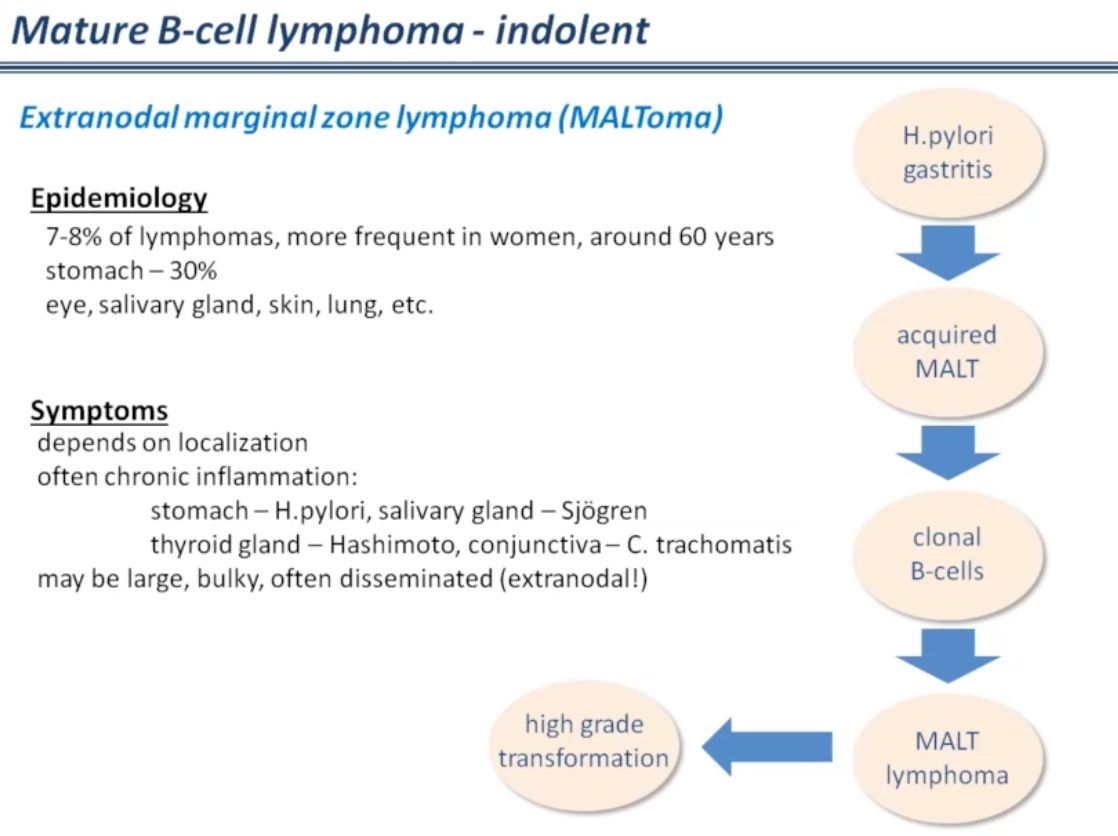 Mature B-cell lymphoma - indolent
Extranodal marginal zone lymphoma (MALToma)
Epidemiology
7-8% of lymphomas, more frequent in women, around 60 years
stomach – 30%
eye, salivary gland, skin, lung, etc.
Symptoms
depends on localization
often chronic inflammation:
stomach – H.pylori, salivary gland – Sjögren
thyroid gland – Hashimoto, conjunctiva – C. trachomatis
may be large, bulky, often disseminated (extranodal!)
H.pylori
gastritis
acquired
MALT
clonal
B-cells
MALT
lymphoma
high grade
transformation